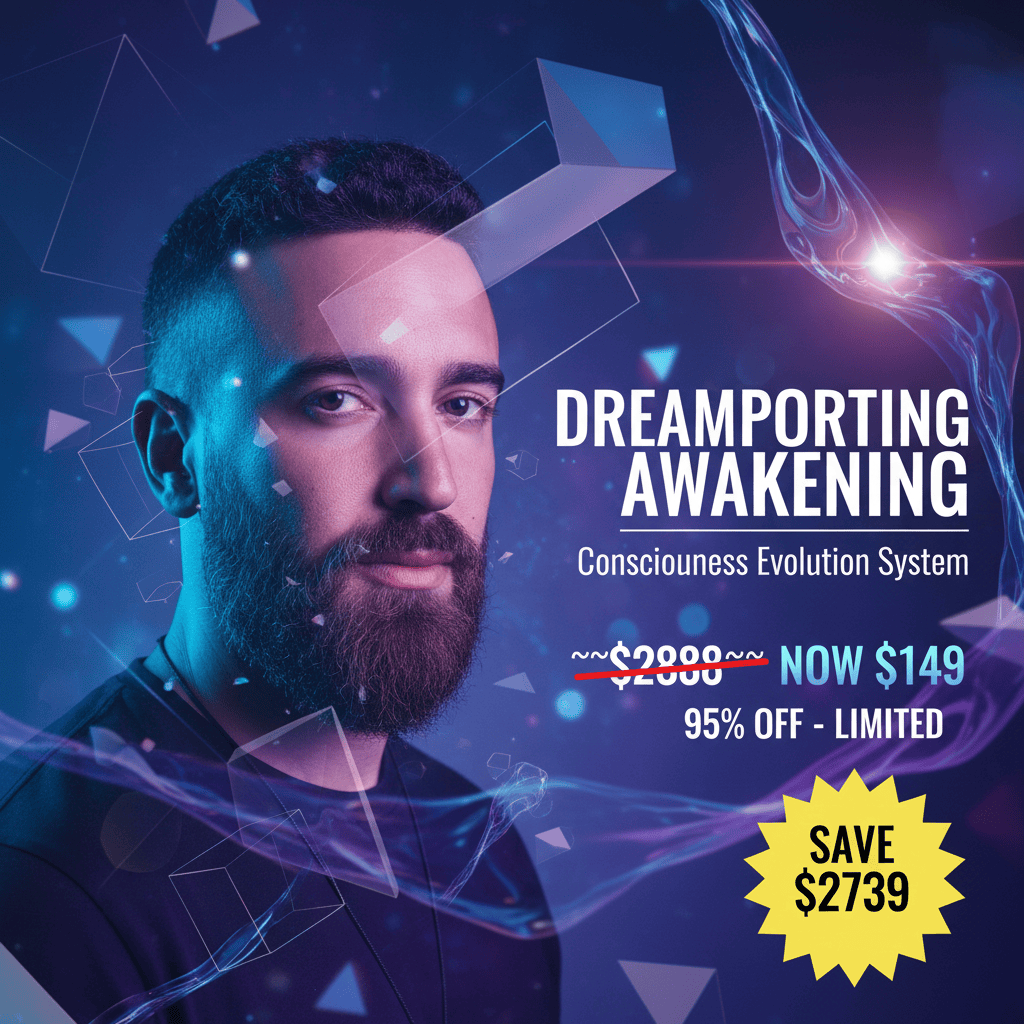 DREAMPORTING
AWAKENING
Consciouness Evolution System
~~$2888~~ NOW $149
95% OFF - LIMITED
SAVE
$2739